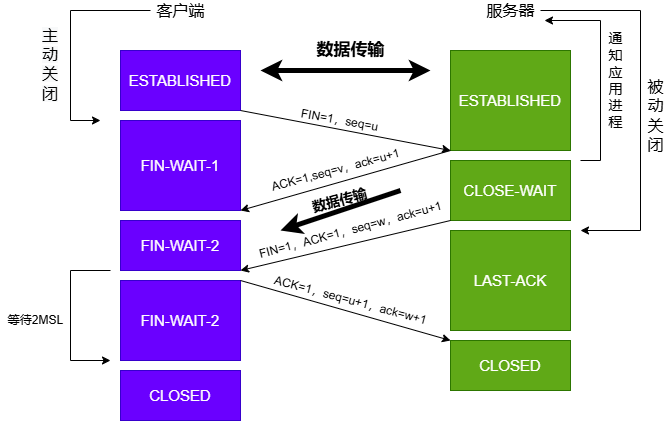 客户端
服务器
主动关闭
数据传输
通知应用进程
被动关闭
ESTABLISHED
ESTABLISHED
FIN=1，seq=u
FIN-WAIT-1
ACK=1,seq=v，ack=u+1
CLOSE-WAIT
数据传输
FIN-WAIT-2
FIN=1，ACK=1，seq=w，ack=u+1
LAST-ACK
ACK=1，seq=u+1，ack=w+1
等待2MSL
FIN-WAIT-2
CLOSED
CLOSED